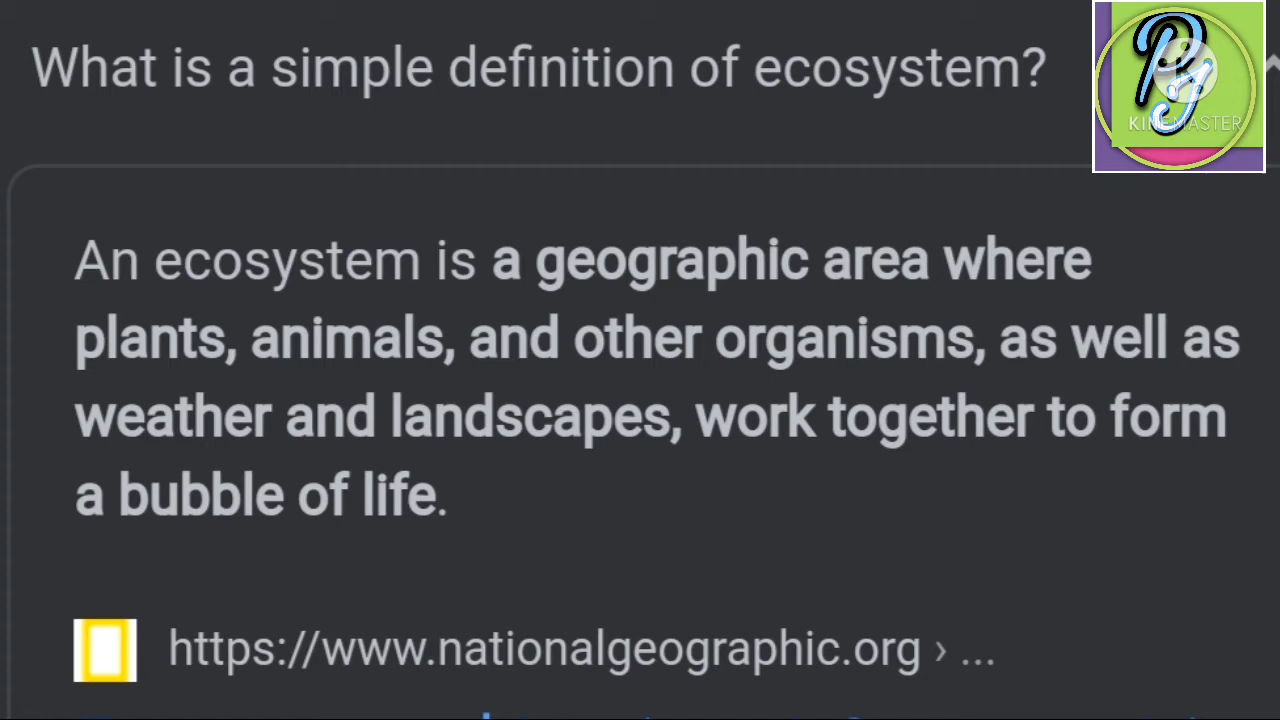 What is a simple definition of ecosystem?
KINEMASTER
An ecosystem is a geographic area where
plants, animals, and other organisms, as well as
weather and landscapes, work together to form
a bubble of life.
https://www.nationalgeographic.org › ...